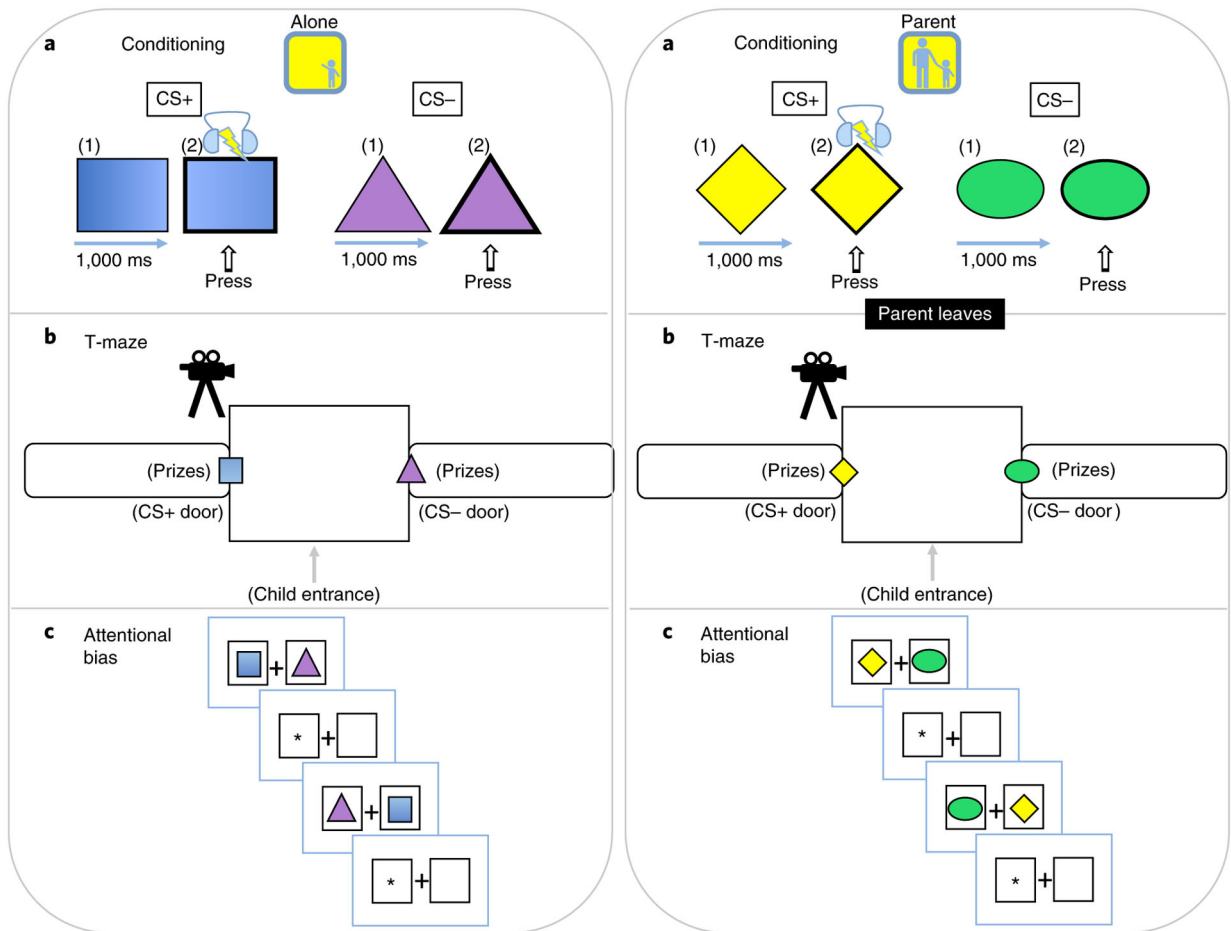 Alone
a
Conditioning
CS+
CS–
(1)
(2)
(1)
(2)
1,000 ms
Press
1,000 ms
Press
b
T-maze
(Prizes)
(Prizes)
(CS+ door)
(CS– door)
(Child entrance)
c
Attentional
bias
+
* +
+
* +
Parent
a
Conditioning
CS+
CS–
(1)
(2)
(1)
(2)
1,000 ms
Press
1,000 ms
Press
Parent leaves
b
T-maze
(Prizes)
(Prizes)
(CS+ door)
(CS– door)
(Child entrance)
c
Attentional
bias
+
* +
+
* +